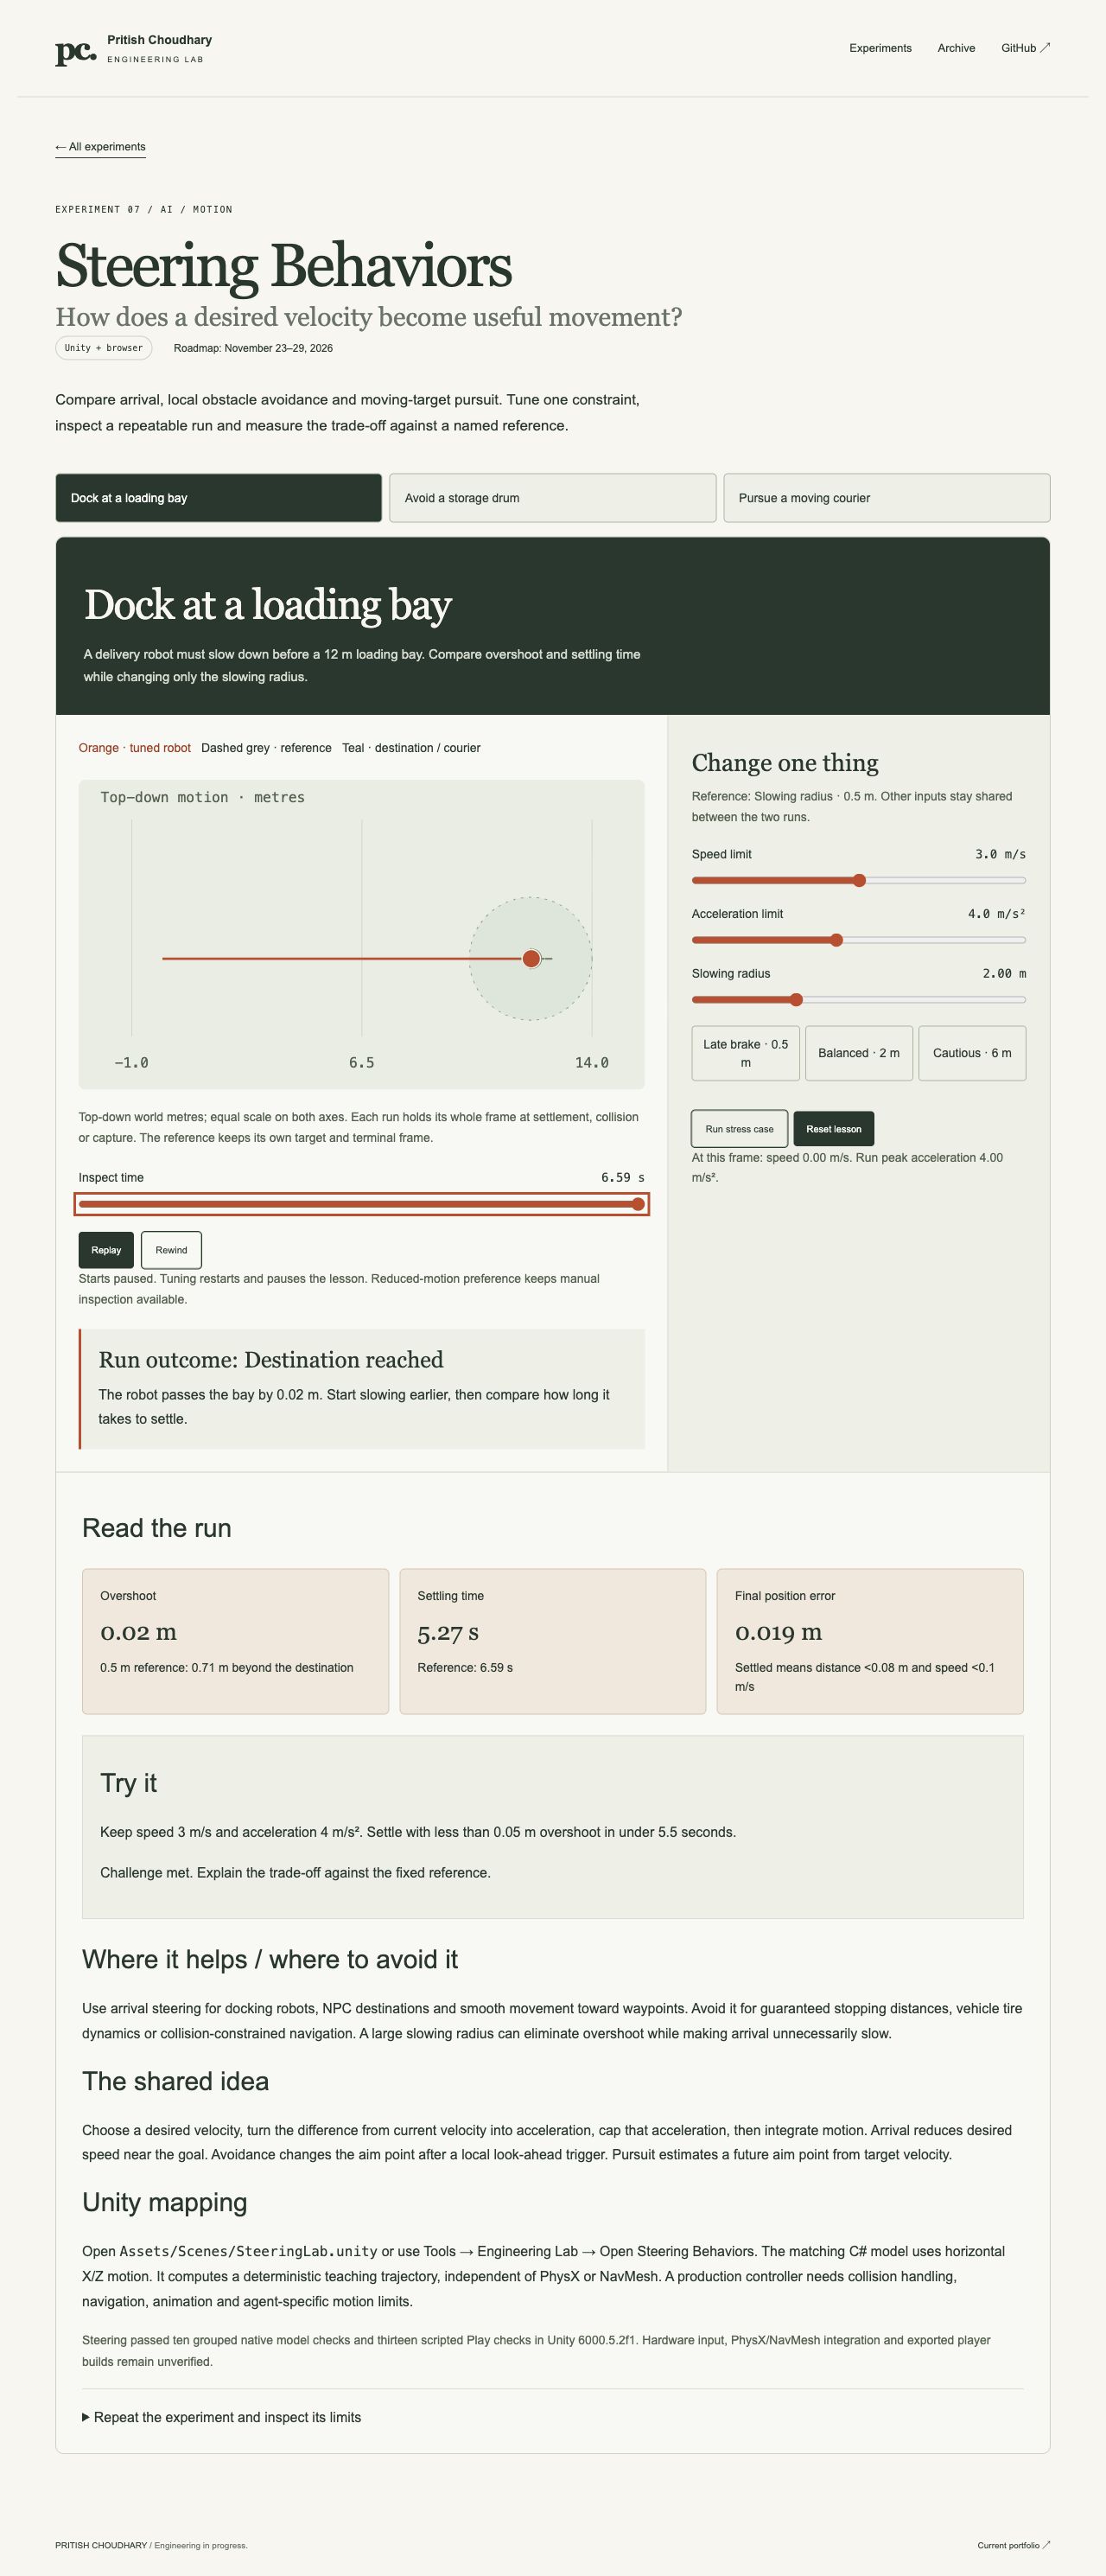 pc.
Pritish Choudhary
ENGINEERING LAB
Experiments
Archive
GitHub ↗
← All experiments
EXPERIMENT 07 / AI / MOTION
Steering Behaviors
How does a desired velocity become useful movement?
Unity + browser
Roadmap: November 23–29, 2026
Compare arrival, local obstacle avoidance and moving-target pursuit. Tune one constraint,
inspect a repeatable run and measure the trade-off against a named reference.
Dock at a loading bay
Avoid a storage drum
Pursue a moving courier
Dock at a loading bay
A delivery robot must slow down before a 12 m loading bay. Compare overshoot and settling time
while changing only the slowing radius.
Orange · tuned robot
Dashed grey · reference
Teal · destination / courier
Top-down motion · metres
−1.0
6.5
14.0
Top-down world metres; equal scale on both axes. Each run holds its whole frame at settlement, collision
or capture. The reference keeps its own target and terminal frame.
Inspect time
6.59 s
Replay
Rewind
Starts paused. Tuning restarts and pauses the lesson. Reduced-motion preference keeps manual
inspection available.
Run outcome: Destination reached
The robot passes the bay by 0.02 m. Start slowing earlier, then compare how long it
takes to settle.
Change one thing
Reference: Slowing radius · 0.5 m. Other inputs stay shared
between the two runs.
Speed limit
3.0 m/s
Acceleration limit
4.0 m/s²
Slowing radius
2.00 m
Late brake · 0.5
m
Balanced · 2 m
Cautious · 6 m
Run stress case
Reset lesson
At this frame: speed 0.00 m/s. Run peak acceleration 4.00
m/s².
Read the run
Overshoot
0.02 m
0.5 m reference: 0.71 m beyond the destination
Settling time
5.27 s
Reference: 6.59 s
Final position error
0.019 m
Settled means distance <0.08 m and speed <0.1
m/s
Try it
Keep speed 3 m/s and acceleration 4 m/s². Settle with less than 0.05 m overshoot in under 5.5 seconds.
Challenge met. Explain the trade-off against the fixed reference.
Where it helps / where to avoid it
Use arrival steering for docking robots, NPC destinations and smooth movement toward waypoints. Avoid it for guaranteed stopping distances, vehicle tire
dynamics or collision-constrained navigation. A large slowing radius can eliminate overshoot while making arrival unnecessarily slow.
The shared idea
Choose a desired velocity, turn the difference from current velocity into acceleration, cap that acceleration, then integrate motion. Arrival reduces desired
speed near the goal. Avoidance changes the aim point after a local look-ahead trigger. Pursuit estimates a future aim point from target velocity.
Unity mapping
Open Assets/Scenes/SteeringLab.unity or use Tools → Engineering Lab → Open Steering Behaviors. The matching C# model uses horizontal
X/Z motion. It computes a deterministic teaching trajectory, independent of PhysX or NavMesh. A production controller needs collision handling,
navigation, animation and agent-specific motion limits.
Steering passed ten grouped native model checks and thirteen scripted Play checks in Unity 6000.5.2f1. Hardware input, PhysX/NavMesh integration and exported player
builds remain unverified.
▶ Repeat the experiment and inspect its limits
PRITISH CHOUDHARY / Engineering in progress.
Current portfolio ↗